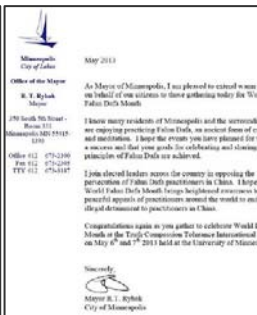 Minneapolis
City of Lakes
Office of the Mayor
R. T. Rybak
Mayor
350 South 5th Street -
Room 331
Minneapolis MN 55415-
Office 612 673-2100
Fax 612
TTY 612
May 2013
As Mayor of Minneapolis, I am pleased to extend warm
on behalf of our citizens to those gathering today for Wo
Falun Dafa Month
I know many residents of Minneapolis and the surroundin
are enjoying practicing Falun Dafa, an ancient form of e
and meditation. I hope the events you have planned for t
a success and that your goals for celebrating and sharing
principles of Falun Dafa are achieved.
I join elected leaders across the country in opposing the
persecution of Falun Dafa practitioners in China. I hope
World Falun Dafa Month brings heightened awareness to
peaceful appeals of practitioners around the world to end
illegal detainment to practitioners in China.
Congratulations again as you gather to celebrate World F
Month at the Truth Compassion Tolerance International
on May 6th and 7th 2013 held at the University of Minne
Sincerely,
Mayor R.T. Rybak
City of Minneapolis